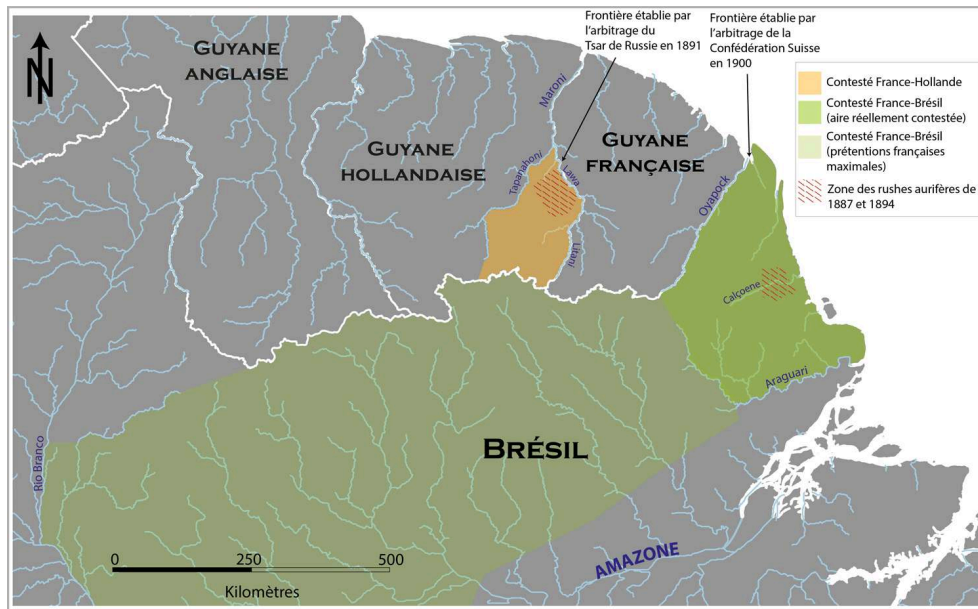 N
GUYANE
ANGLAISE
GUYANE
HOLLANDAISE
GUYANE
FRANÇAISE
Frontière établie par
l'arbitrage du
Tsar de Russie en 1891
Frontière établie par
l'arbitrage de la
Confédération Suisse
en 1900
Contesté France-Hollande
Contesté France-Brésil
(aire réellement contestée)
Contesté France-Brésil
(prétentions françaises
maximales)
Zone des rushes aurifères de
1887 et 1894
Maroni
Tapanahoni
Lawa
Litani
Oyapock
Calçoene
Araguari
BRÉSIL
Rio Branco
AMAZONE
0 250 500
Kilomètres